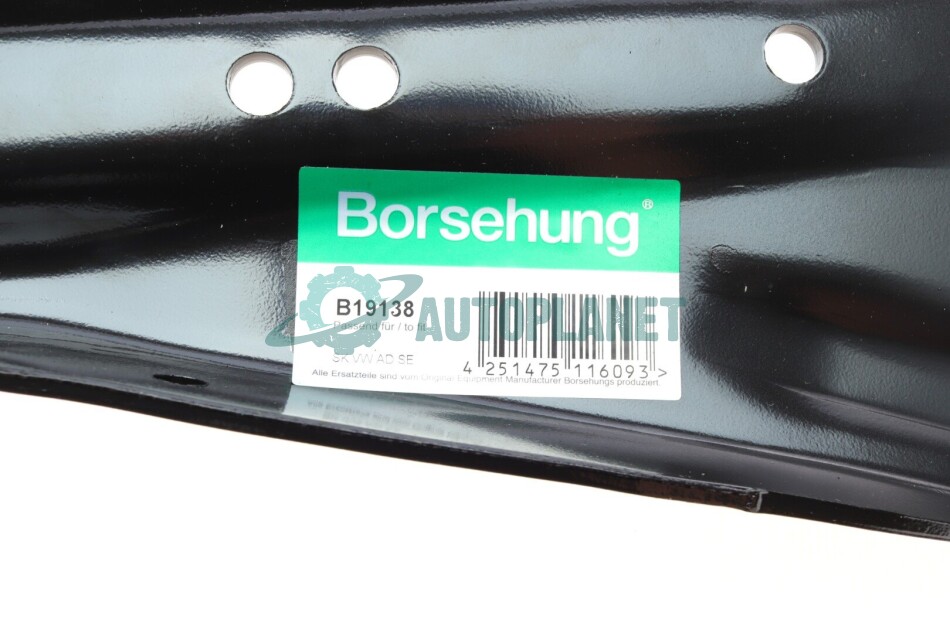 Borsehung®
B19138
AUTOPLANET
Passend für / to fit
SK VW AD SE
4 251475 116093 >
Alle Ersatzteile sind vom Original Equipment Manufacturer Borsehungs produziert.